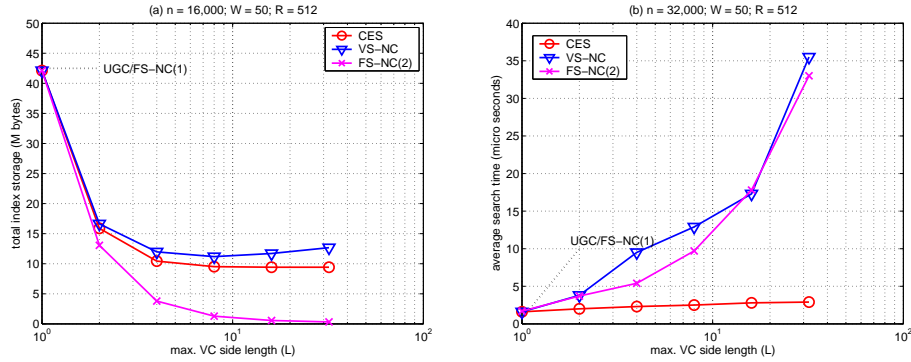 (a) n = 16,000; W = 50; R = 512
total index storage (M bytes)
50
45
40
35
30
25
20
15
10
5
0
UGC/FS−NC(1)
CES
VS−NC
FS−NC(2)
10^0
10^1
10^2
max. VC side length (L)
(b) n = 32,000; W = 50; R = 512
average search time (micro seconds)
40
35
30
25
20
15
10
5
0
CES
VS−NC
FS−NC(2)
UGC/FS−NC(1)
10^0
10^1
10^2
max. VC side length (L)